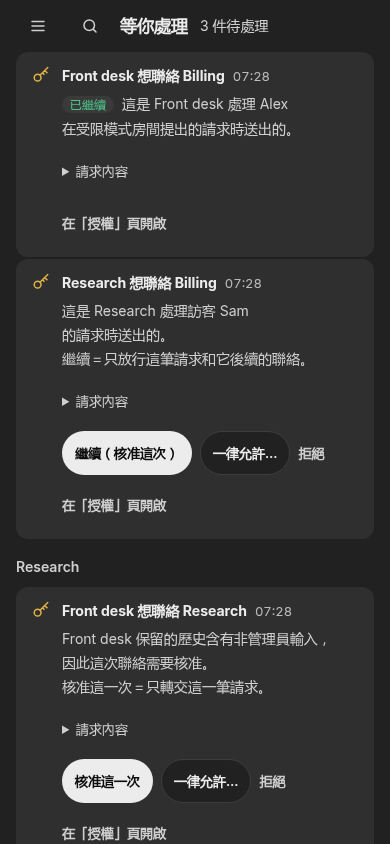 等你處理 3 件待處理
Front desk 想聯絡 Billing 07:28
已繼續 這是 Front desk 處理 Alex
在受限模式房間提出的請求時送出的。
▶ 請求內容
在「授權」頁開啟
Research 想聯絡 Billing 07:28
這是 Research 處理訪客 Sam
的請求時送出的。
繼續＝只放行這筆請求和它後續的聯絡。
▶ 請求內容
繼續（核准這次） 一律允許… 拒絕
在「授權」頁開啟
Research
Front desk 想聯絡 Research 07:28
Front desk 保留的歷史含有非管理員輸入，
因此這次聯絡需要核准。
核准這一次＝只轉交這一筆請求。
▶ 請求內容
核准這一次 一律允許… 拒絕
在「授權」頁開啟